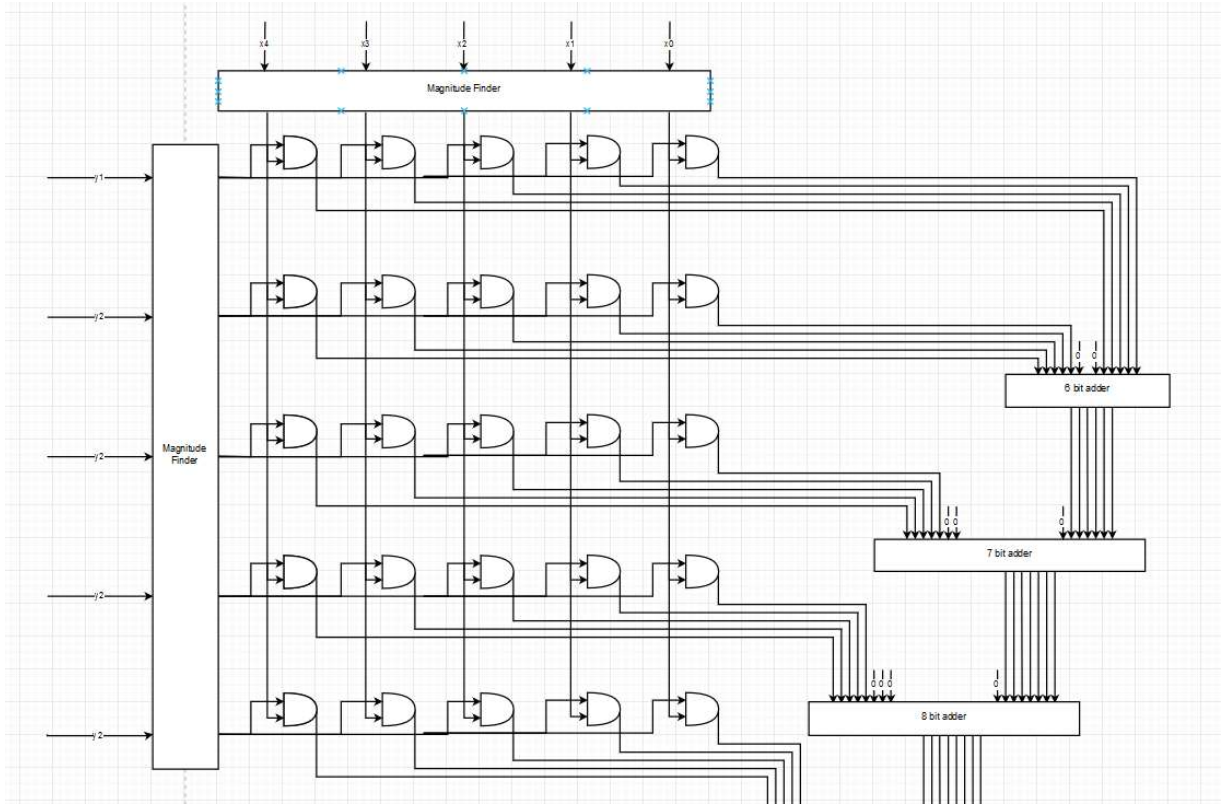 x4 x3 x2 x1 x0
Magnitude Finder
y1
y2
0 0
6 bit adder
Magnitude
Finder
y2
0 0 0
7 bit adder
y2
0 0 0 0
8 bit adder
y2